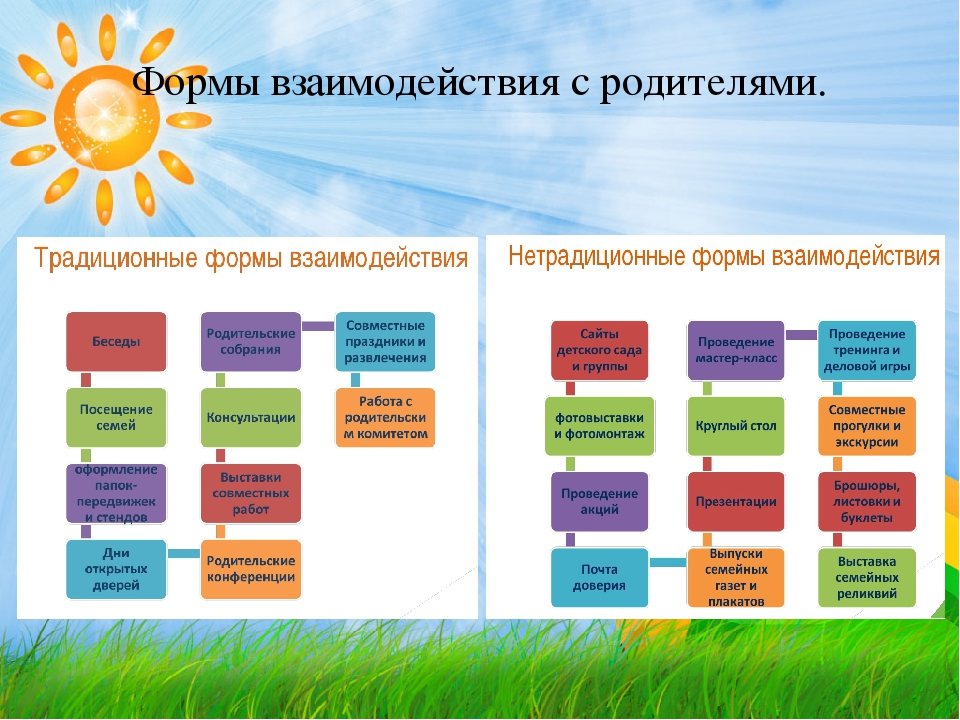 Формы взаимодействия с родителями.
Традиционные формы взаимодействия
Беседы
Посещение
семей
оформление
папок-
передвижек
и стендов
Дни
открытых
дверей
Родительские
конференции
Выставки
совместных
работ
Консультации
Родительские
собрания
Совместные
праздники и
развлечения
Работа с
родительски
м комитетом
Нетрадиционные формы взаимодействия
Сайты
детского сада
и группы
фотовыставки
и фотомонтаж
Проведение
акций
Почта
доверия
Выпуски
семейных
газет и
плакатов
Презентации
Круглый стол
Проведение
мастер-класс
Проведение
тренинга и
деловой игры
Совместные
прогулки и
экскурсии
Брошюры,
листовки и
буклеты
Выставка
семейных
реликвий